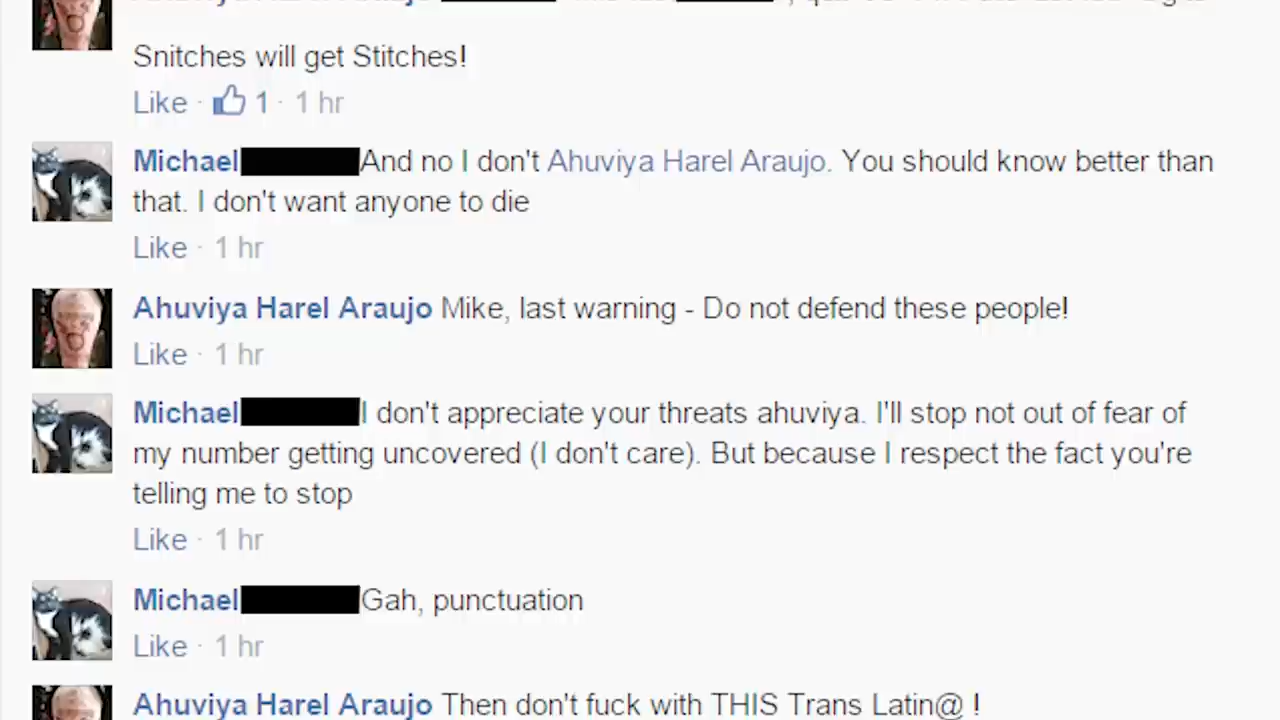 Snitches will get Stitches!
Like · 1 · 1 hr
Michael And no I don't Ahuviya Harel Araujo. You should know better than
that. I don't want anyone to die
Like · 1 hr
Ahuviya Harel Araujo Mike, last warning - Do not defend these people!
Like · 1 hr
Michael I don't appreciate your threats ahuviya. I'll stop not out of fear of
my number getting uncovered (I don't care). But because I respect the fact you're
telling me to stop
Like · 1 hr
Michael Gah, punctuation
Like · 1 hr
Ahuviya Harel Araujo Then don't fuck with THIS Trans Latin@ !